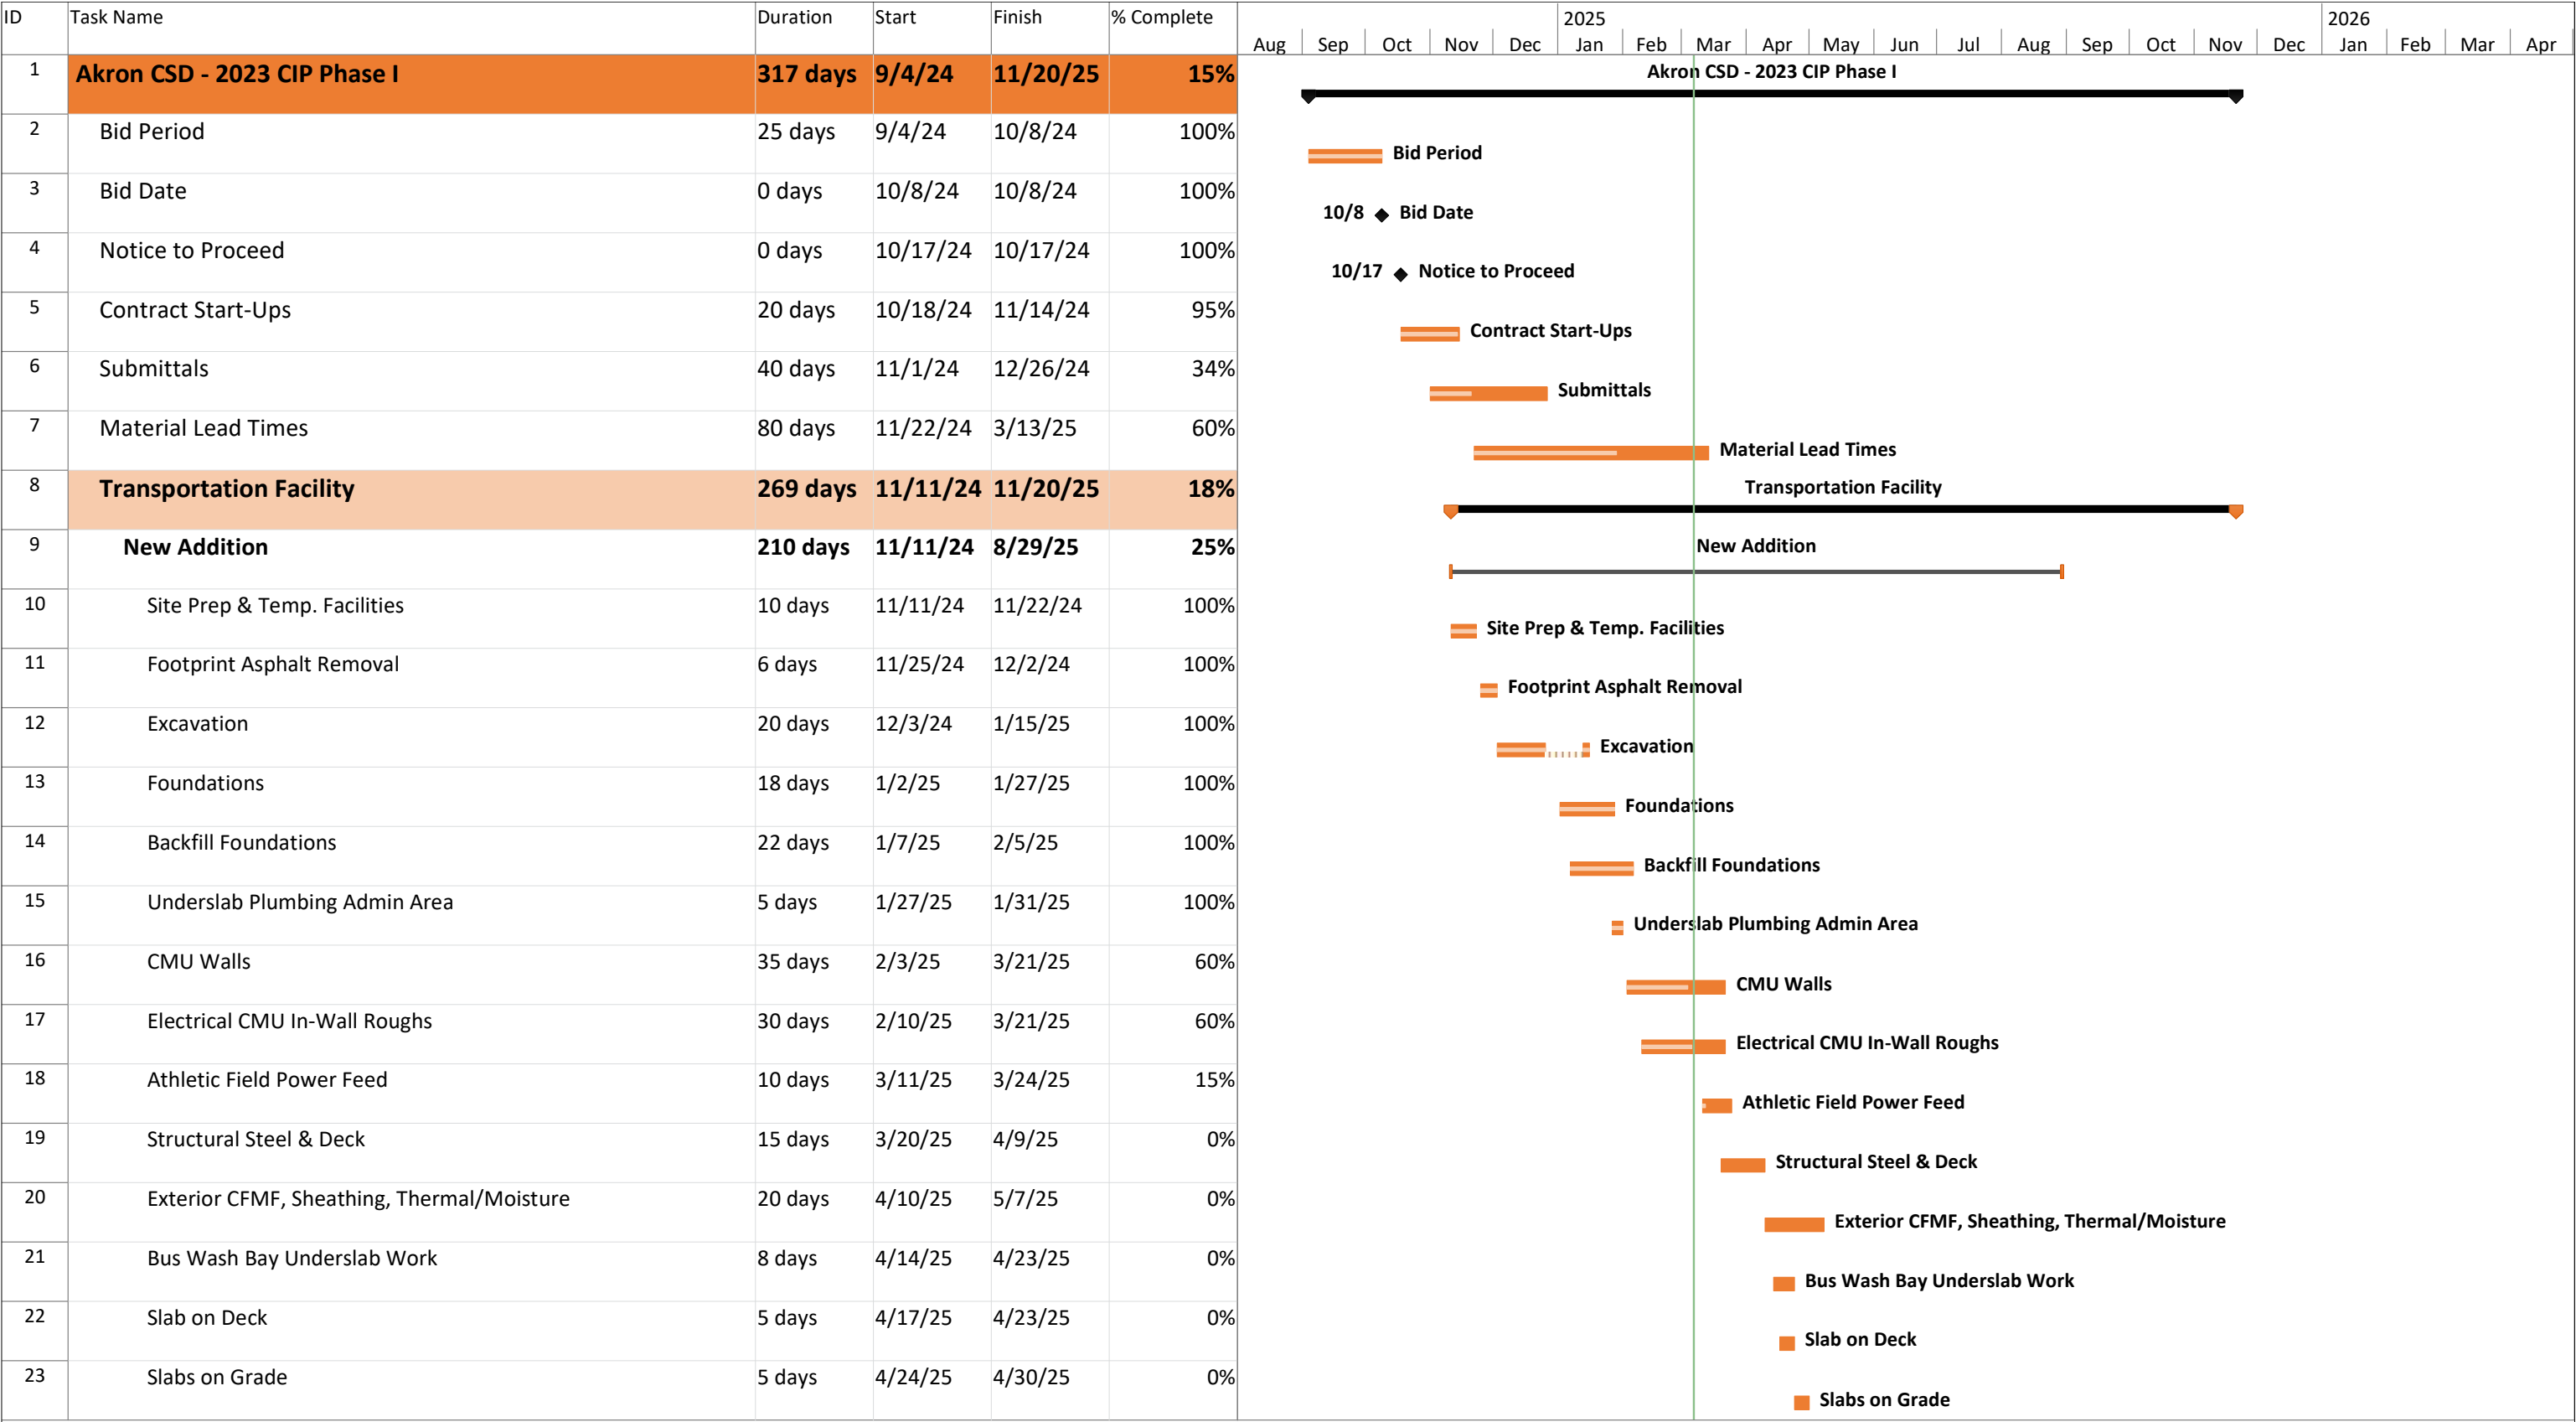 ID Task Name Duration Start Finish % Complete 2025 2026
Aug Sep Oct Nov Dec Jan Feb Mar Apr May Jun Jul Aug Sep Oct Nov Dec Jan Feb Mar Apr
1 Akron CSD - 2023 CIP Phase I 317 days 9/4/24 11/20/25 15% Akron CSD - 2023 CIP Phase I
2 Bid Period 25 days 9/4/24 10/8/24 100% Bid Period
3 Bid Date 0 days 10/8/24 10/8/24 100% 10/8 Bid Date
4 Notice to Proceed 0 days 10/17/24 10/17/24 100% 10/17 Notice to Proceed
5 Contract Start-Ups 20 days 10/18/24 11/14/24 95% Contract Start-Ups
6 Submittals 40 days 11/1/24 12/26/24 34% Submittals
7 Material Lead Times 80 days 11/22/24 3/13/25 60% Material Lead Times
8 Transportation Facility 269 days 11/11/24 11/20/25 18% Transportation Facility
9 New Addition 210 days 11/11/24 8/29/25 25% New Addition
10 Site Prep & Temp. Facilities 10 days 11/11/24 11/22/24 100% Site Prep & Temp. Facilities
11 Footprint Asphalt Removal 6 days 11/25/24 12/2/24 100% Footprint Asphalt Removal
12 Excavation 20 days 12/3/24 1/15/25 100% Excavation
13 Foundations 18 days 1/2/25 1/27/25 100% Foundations
14 Backfill Foundations 22 days 1/7/25 2/5/25 100% Backfill Foundations
15 Underslab Plumbing Admin Area 5 days 1/27/25 1/31/25 100% Underslab Plumbing Admin Area
16 CMU Walls 35 days 2/3/25 3/21/25 60% CMU Walls
17 Electrical CMU In-Wall Roughs 30 days 2/10/25 3/21/25 60% Electrical CMU In-Wall Roughs
18 Athletic Field Power Feed 10 days 3/11/25 3/24/25 15% Athletic Field Power Feed
19 Structural Steel & Deck 15 days 3/20/25 4/9/25 0% Structural Steel & Deck
20 Exterior CFMF, Sheathing, Thermal/Moisture 20 days 4/10/25 5/7/25 0% Exterior CFMF, Sheathing, Thermal/Moisture
21 Bus Wash Bay Underslab Work 8 days 4/14/25 4/23/25 0% Bus Wash Bay Underslab Work
22 Slab on Deck 5 days 4/17/25 4/23/25 0% Slab on Deck
23 Slabs on Grade 5 days 4/24/25 4/30/25 0% Slabs on Grade